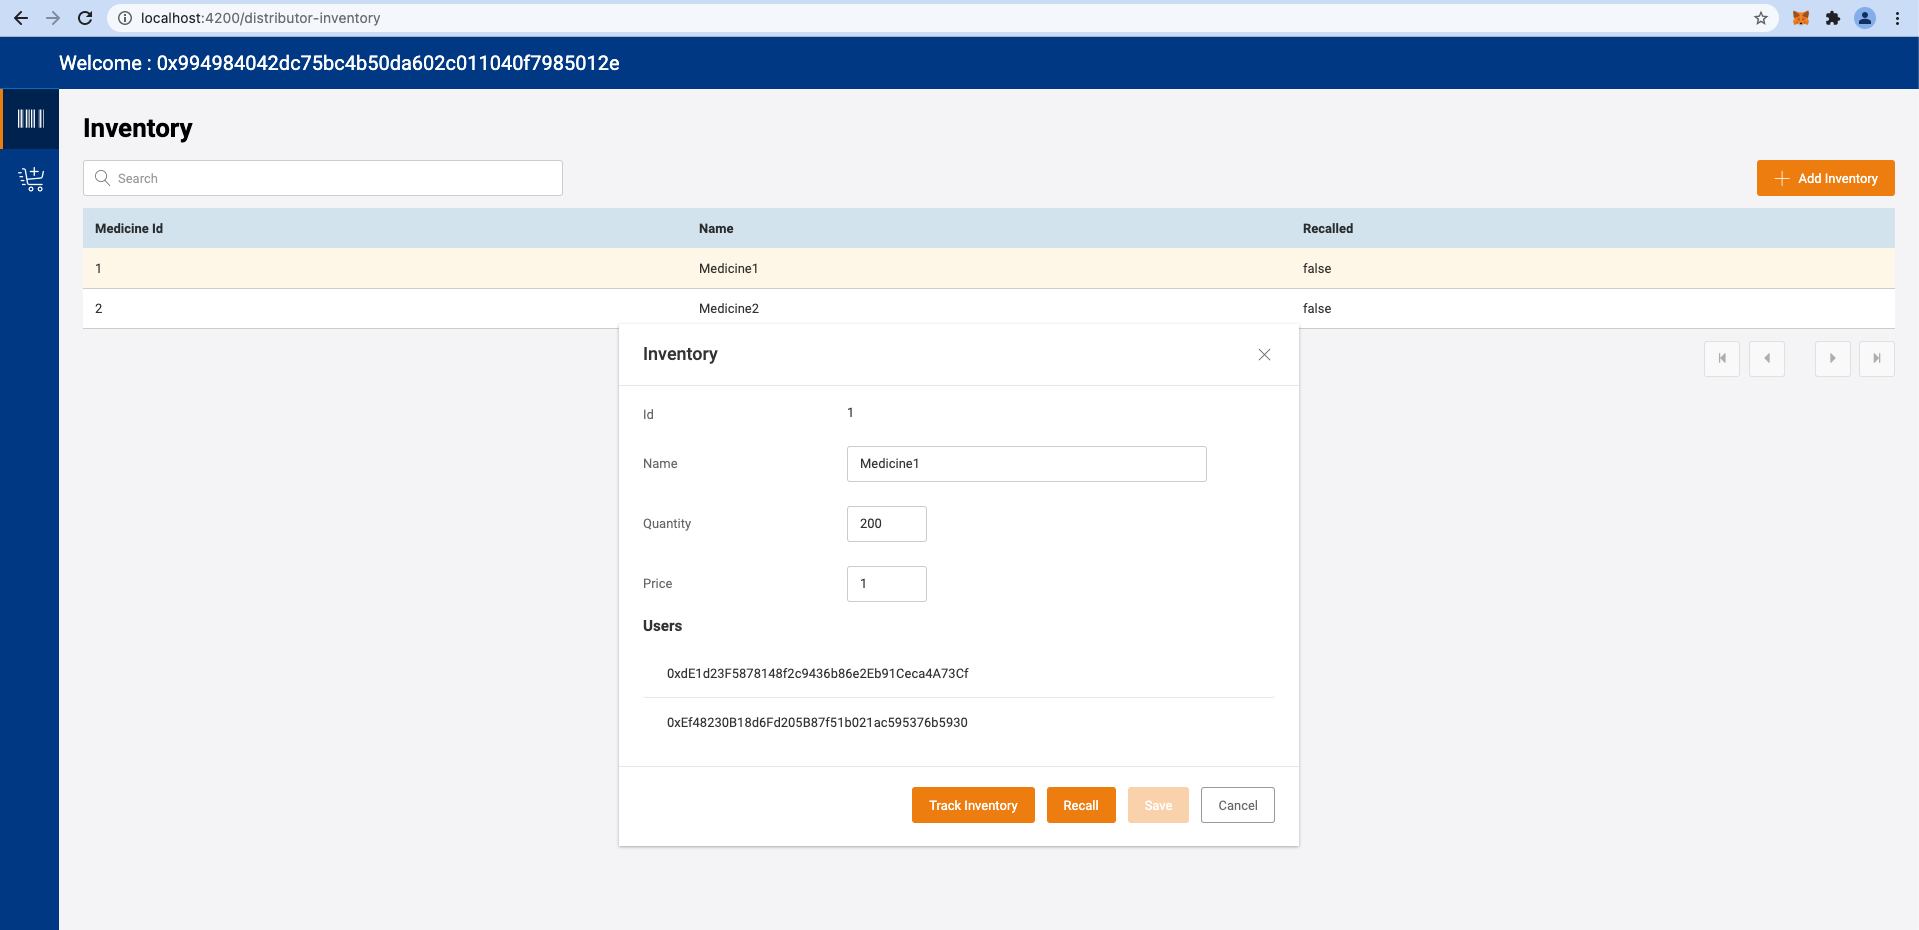 localhost:4200/distributor-inventory
Welcome : 0x994984042dc75bc4b50da602c011040f7985012e
Inventory
Search
Add Inventory
Medicine Id Name Recalled
1 Medicine1 false
2 Medicine2 false
Inventory
Id 1
Name Medicine1
Quantity 200
Price 1
Users
0xdE1d23F5878148f2c9436b86e2Eb91Ceca4A73Cf
0xEf48230B18d6Fd205B87f51b021ac595376b5930
Track Inventory Recall Save Cancel